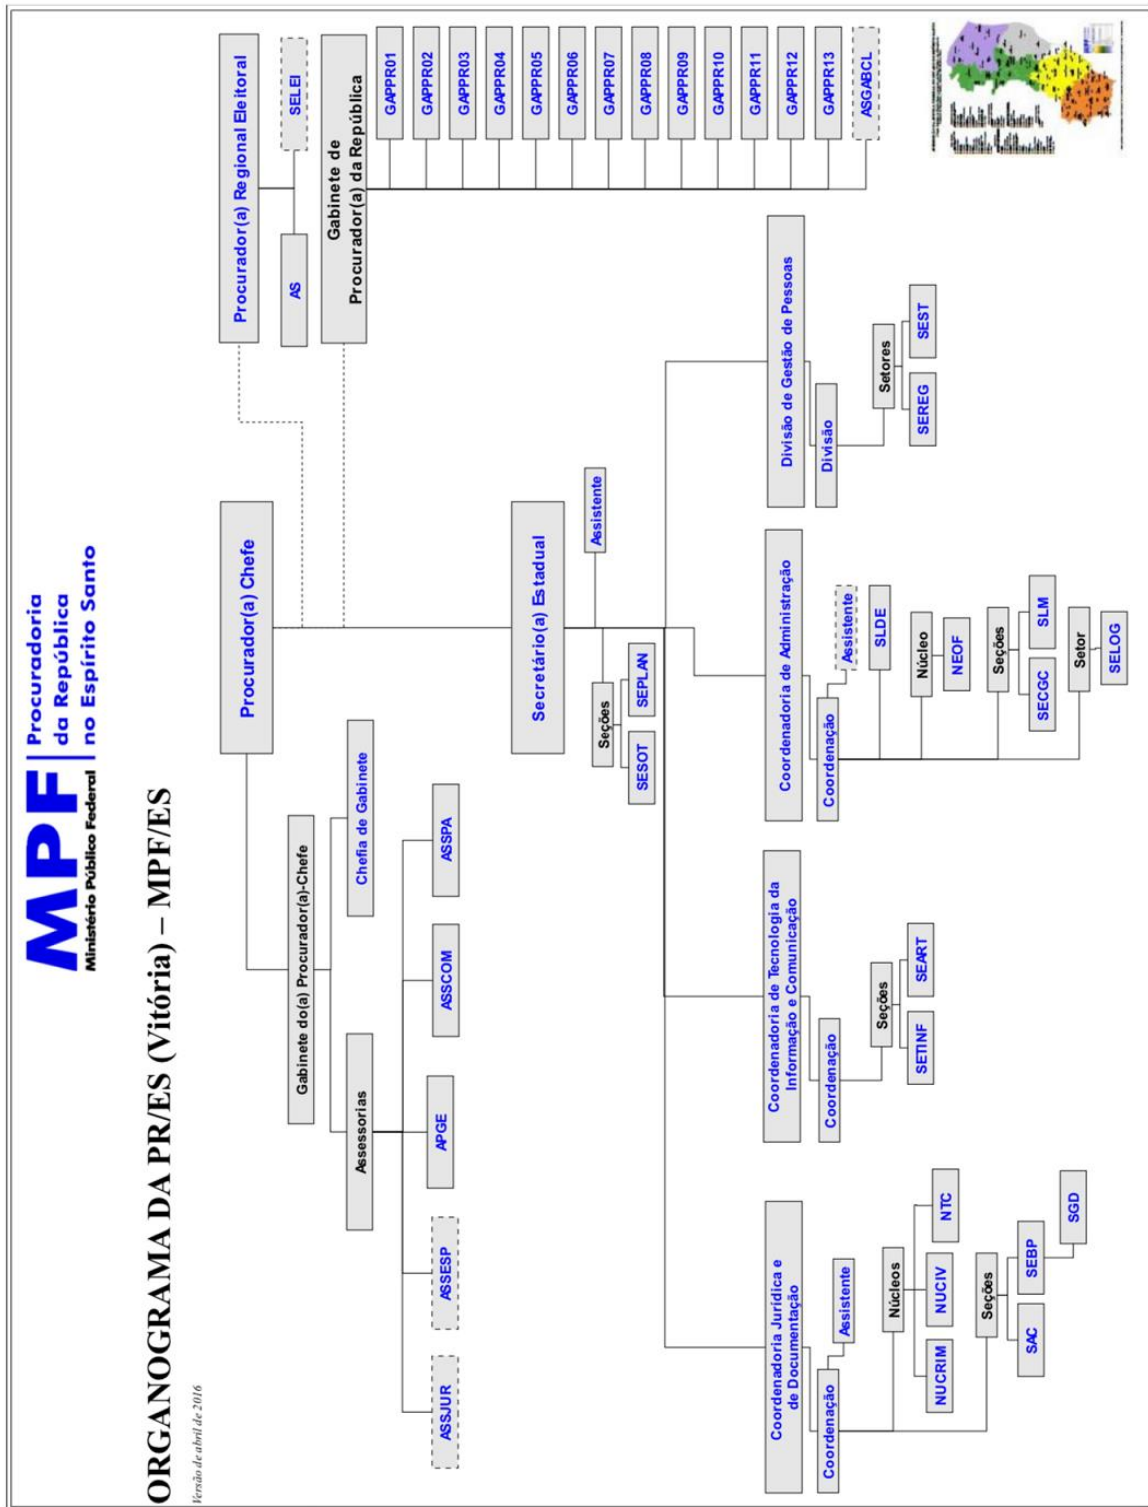 MPF
Ministério Público Federal
Procuradoria
da República
no Espírito Santo
ORGANOGRAMA DA PR/ES (Vitória) – MPF/ES
Versão de abril de 2016
Procurador(a) Chefe
Procurador(a) Regional Eleitoral
AS
SELEI
Gabinete de
Procurador(a) da República
GAPPR01
GAPPR02
GAPPR03
GAPPR04
GAPPR05
GAPPR06
GAPPR07
GAPPR08
GAPPR09
GAPPR10
GAPPR11
GAPPR12
GAPPR13
ASGABCL
Gabinete do(a) Procurador(a)-Chefe
Assessorias
Chefia de Gabinete
ASSJUR
ASSESP
APGE
ASSCOM
ASSPA
Secretário(a) Estadual
Assistente
Seções
SESOT
SEPLAN
Coordenadoria Jurídica e
de Documentação
Coordenação
Assistente
Núcleos
NUCRIM
NUCIV
NTC
Seções
SAC
SEBP
SGD
Coordenadoria de Tecnologia da
Informação e Comunicação
Coordenação
Seções
SETINF
SEART
Coordenadoria de Administração
Coordenação
Assistente
SLDE
Núcleo
NEOF
Seções
SECGC
SLM
Setor
SELOG
Divisão de Gestão de Pessoas
Divisão
Setores
SEREG
SEST